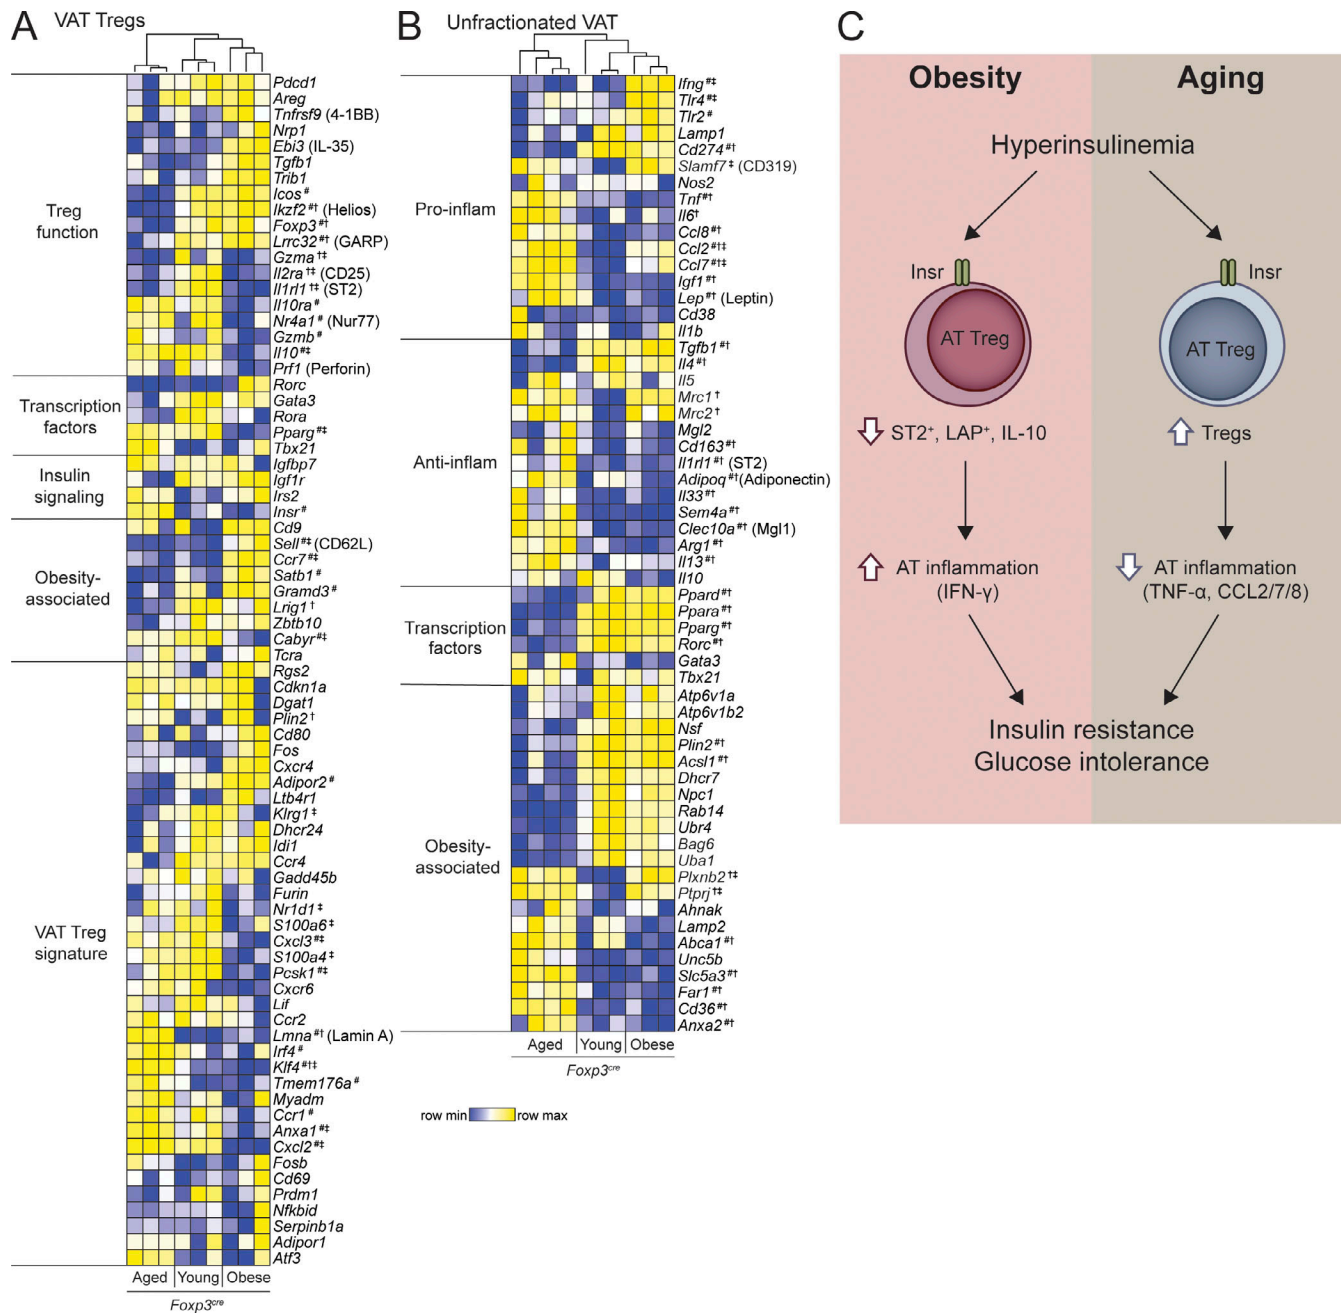 A
VAT Tregs
Treg
function
Pdcd1
Areg
Tnfrsf9 (4-1BB)
Nrp1
Ebi3 (IL-35)
Tgfb1
Trib1
Icos #
Ikzf2 #† (Helios)
Foxp3 #†
Lrrc32 #† (GARP)
Gzma †‡
Il2ra †‡ (CD25)
Il1rl1 †‡ (ST2)
Il10ra #
Nr4a1 # (Nur77)
Gzmb #
Il10 #‡
Prf1 (Perforin)
Transcription
factors
Rorc
Gata3
Rora
Pparg #‡
Tbx21
Insulin
signaling
Igfbp7
Igf1r
Irs2
Insr #
Obesity-
associated
Cd9
Sell #‡ (CD62L)
Ccr7 #‡
Satb1 #
Gramd3 #
Lrig1 †
Zbtb10
Cabyr #‡
Tcra
VAT Treg
signature
Rgs2
Cdkn1a
Dgat1
Plin2 †
Cd80
Fos
Cxcr4
Adipor2 #
Ltb4r1
Klrg1 ‡
Dhcr24
Idi1
Ccr4
Gadd45b
Furin
Nr1d1 ‡
S100a6 ‡
Cxcl3 #‡
S100a4 ‡
Pcsk1 #‡
Cxcr6
Lif
Ccr2
Lmna #† (Lamin A)
Irf4 #
Klf4 #†‡
Tmem176a #
Myadm
Ccr1 #
Anxa1 #‡
Cxcl2 #‡
Fosb
Cd69
Prdm1
Nfkbid
Serpinb1a
Adipor1
Atf3
Aged Young Obese
Foxp3cre
B
Unfractionated VAT
Pro-inflam
Ifng #‡
Tlr4 #‡
Tlr2 #
Lamp1
Cd274 #†
Slamf7 ‡ (CD319)
Nos2
Tnf #†
Il6 †
Ccl8 #†
Ccl2 #†‡
Ccl7 #†‡
Igf1 #†
Lep #† (Leptin)
Cd38
Il1b
Anti-inflam
Tgfb1 #†
Il4 #†
Il5
Mrc1 †
Mrc2 †
Mgl2
Cd163 #†
Il1rl1 #† (ST2)
Adipoq #† (Adiponectin)
Il33 #†
Sem4a #†
Clec10a #† (Mgl1)
Arg1 #†
Il13 #†
Il10
Transcription
factors
Ppard #†
Ppara #†
Pparg #†
Rorc #†
Gata3
Tbx21
Obesity-
associated
Atp6v1a
Atp6v1b2
Nsf
Plin2 #†
Acsl1 #†
Dhcr7
Npc1
Rab14
Ubr4
Bag6
Uba1
Plxnb2 †‡
Ptprj †‡
Ahnak
Lamp2
Abca1 #†
Unc5b
Slc5a3 #†
Far1 #†
Cd36 #†
Anxa2 #†
Aged Young Obese
Foxp3cre
row min row max
C
Obesity Aging
Hyperinsulinemia
Insr Insr
AT Treg AT Treg
ST2+, LAP+, IL-10
Tregs
AT inflammation
(IFN-γ)
AT inflammation
(TNF-α, CCL2/7/8)
Insulin resistance
Glucose intolerance